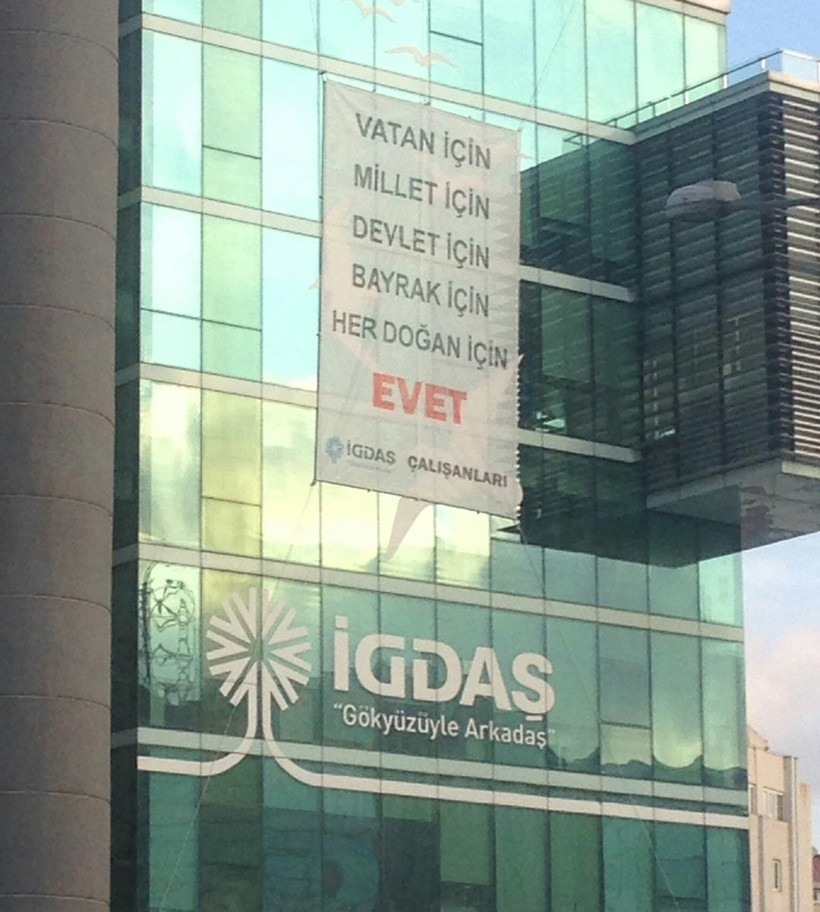 VATAN İÇİN
MİLLET İÇİN
DEVLET İÇİN
BAYRAK İÇİN
HER DOĞAN İÇİN
EVET
İGDAŞ ÇALIŞANLARI
İGDAŞ
"Gökyüzüyle Arkadaş"